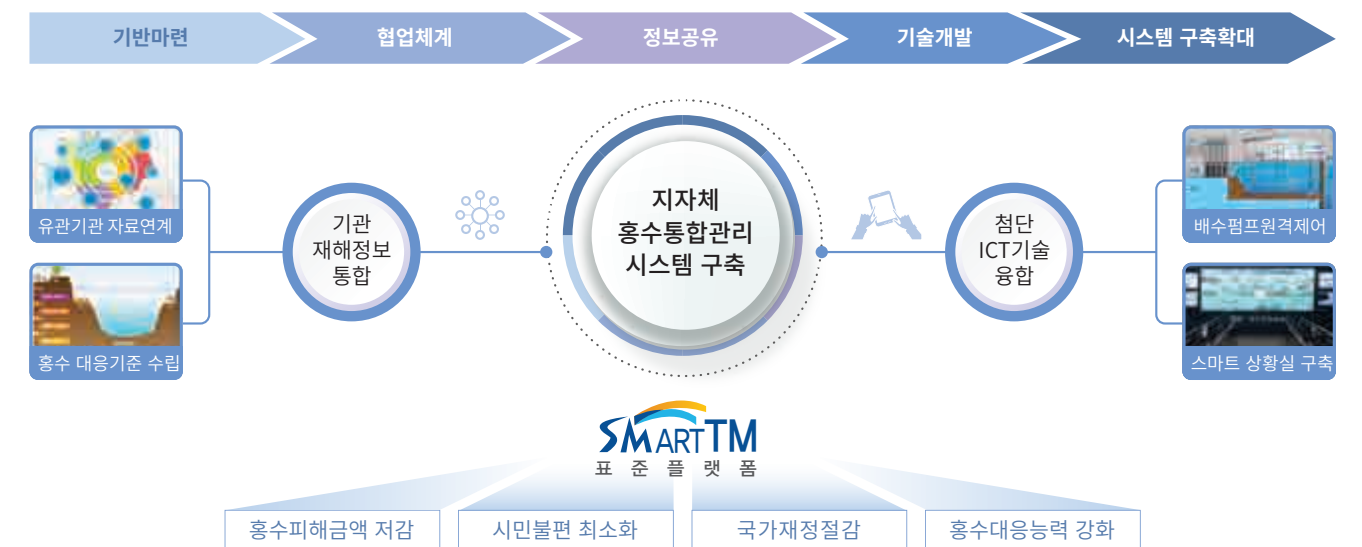 기반마련
협업체계
정보공유
기술개발
시스템 구축확대
유관기관 자료연계
홍수 대응기준 수립
기관
재해정보
통합
지자체
홍수통합관리
시스템 구축
첨단
ICT기술
융합
배수펌프원격제어
스마트 상황실 구축
SMARTTM
표준플랫폼
홍수피해금액 저감
시민불편 최소화
국가재정절감
홍수대응능력 강화